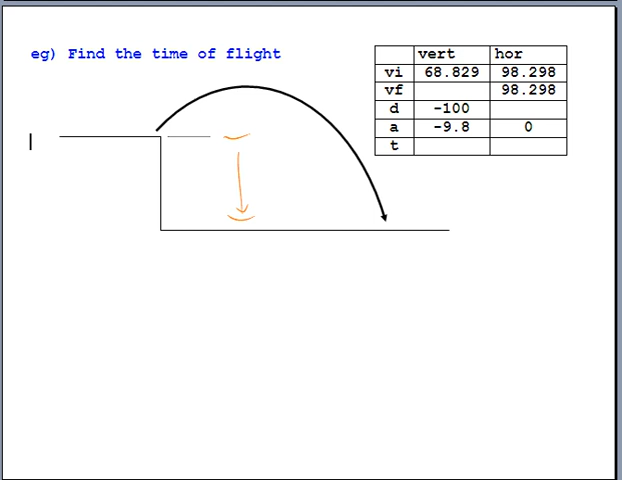 eg) Find the time of flight
vert hor
vi 68.829 98.298
vf 98.298
d -100
a -9.8 0
t